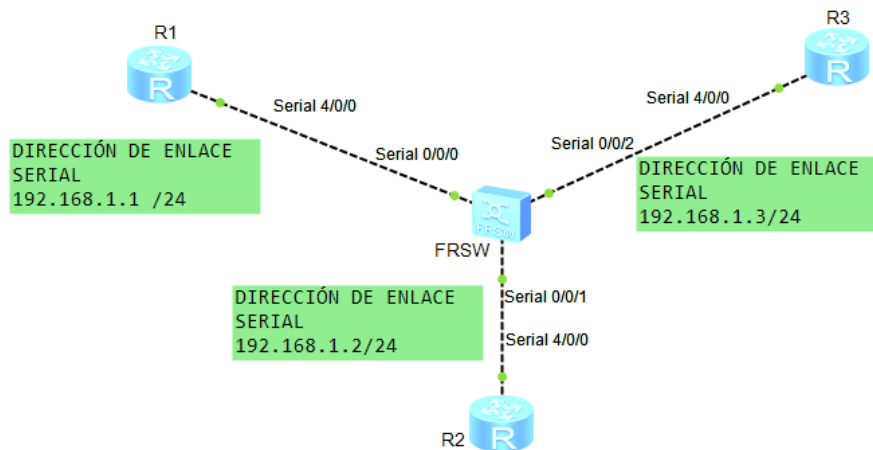 R1
R3
Serial 4/0/0
Serial 4/0/0
Serial 0/0/0
Serial 0/0/2
R
R
DIRECCIÓN DE ENLACE
SERIAL
192.168.1.1 /24
DIRECCIÓN DE ENLACE
SERIAL
192.168.1.3/24
FRSW
FRSW
DIRECCIÓN DE ENLACE
SERIAL
192.168.1.2/24
Serial 0/0/1
Serial 4/0/0
R2
R